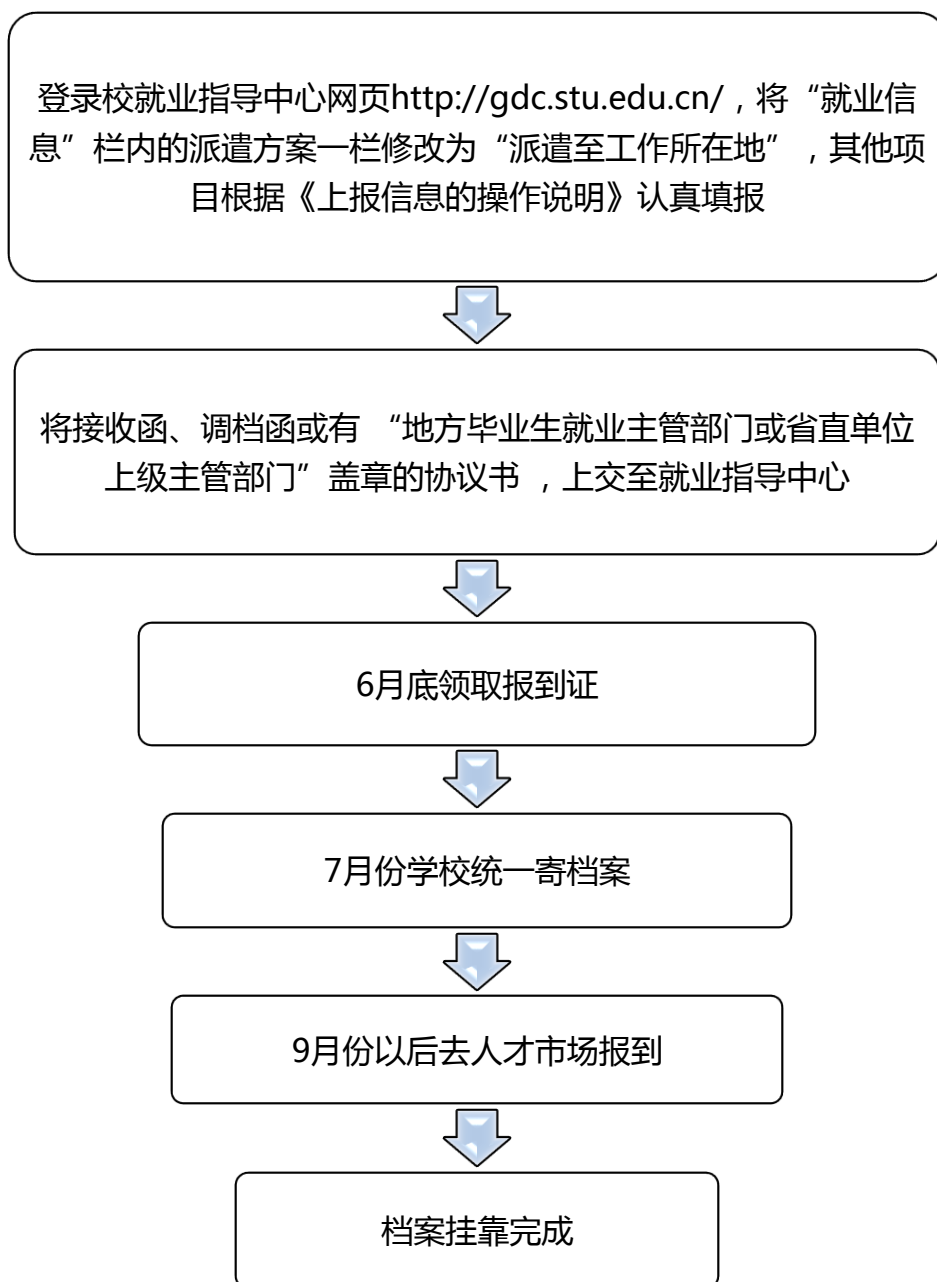 登录校就业指导中心网页http://gdc.stu.edu.cn/，将“就业信
息”栏内的派遣方案一栏修改为“派遣至工作所在地”，其他项
目根据《上报信息的操作说明》认真填报
将接收函、调档函或有 “地方毕业生就业主管部门或省直单位
上级主管部门”盖章的协议书 ，上交至就业指导中心
6月底领取报到证
7月份学校统一寄档案
9月份以后去人才市场报到
档案挂靠完成